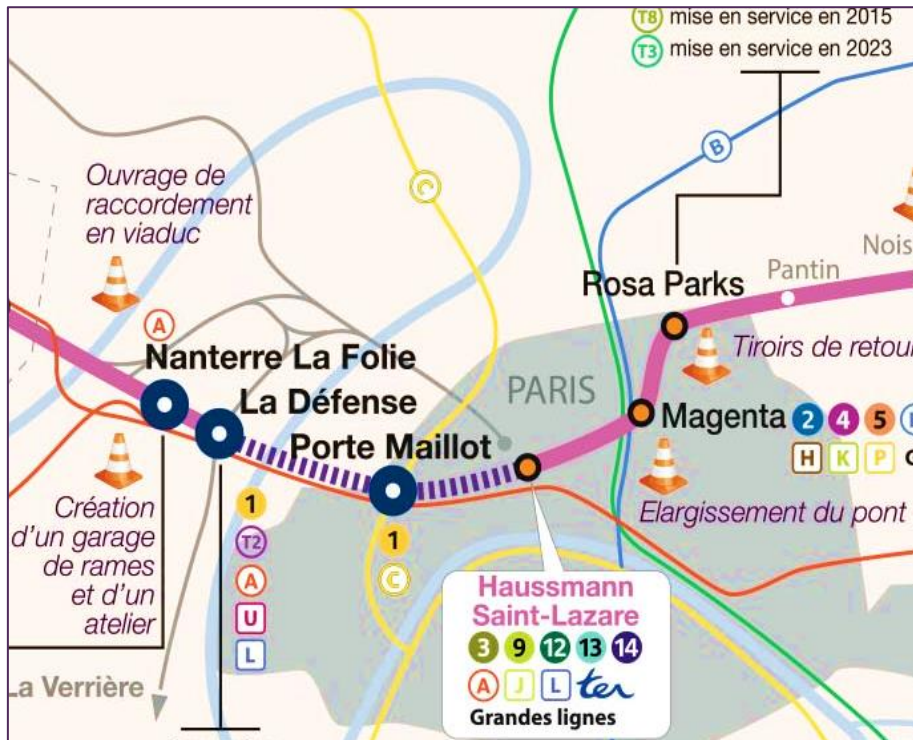 T8 mise en service en 2015
T3 mise en service en 2023
B
C
Ouvrage de
raccordement
en viaduc
Pantin
Rosa Parks
A
Nanterre La Folie
La Défense
Porte Maillot
PARIS
Tiroirs de retour
Magenta 2 4 5
H K P
Elargissement du pont
Création
d'un garage
de rames
et d'un
atelier
1
T2
A
U
L
1
C
Haussmann
Saint-Lazare
3 9 12 13 14
A J L ter
Grandes lignes
La Verrière